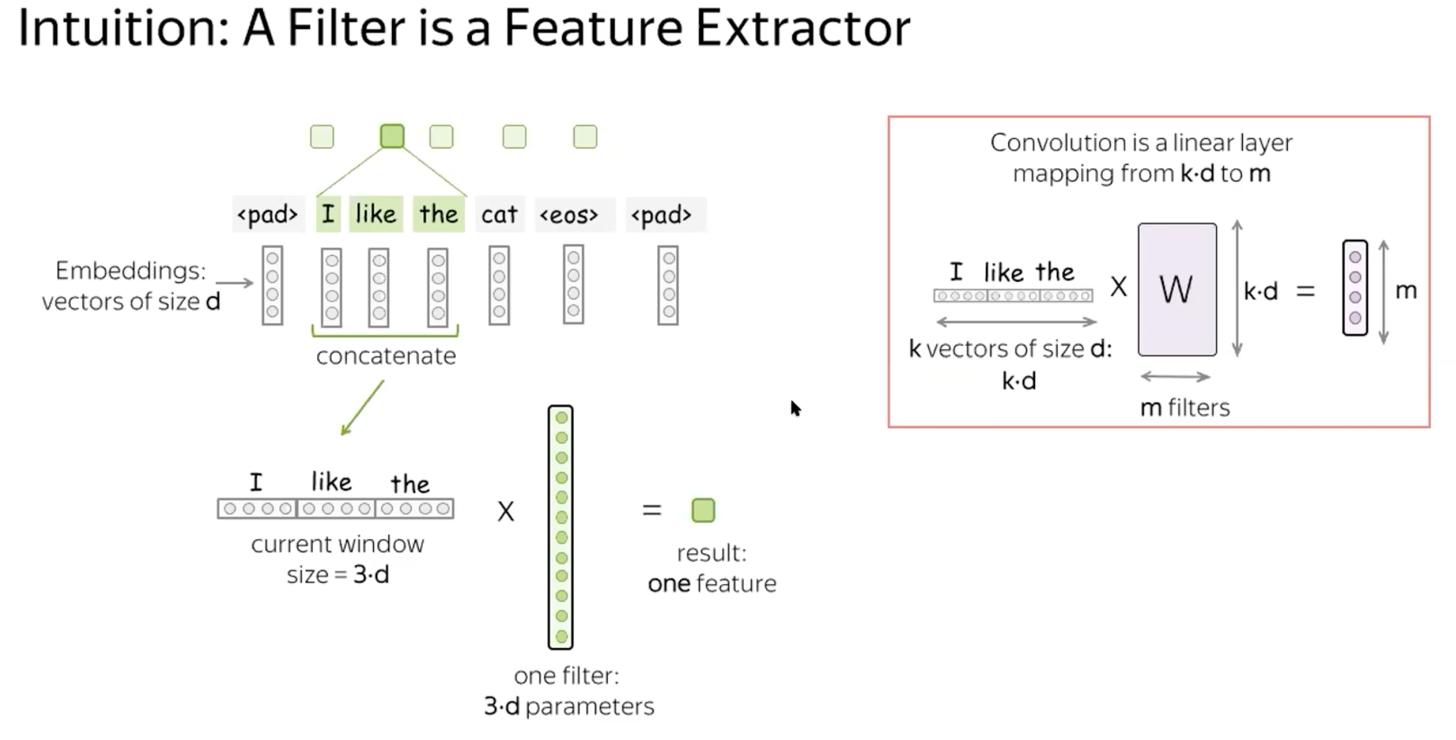 Intuition: A Filter is a Feature Extractor
<pad> I like the cat <eos> <pad>
Embeddings:
vectors of size d
concatenate
I like the
X
=
current window
size = 3·d
result:
one feature
one filter:
3·d parameters
Convolution is a linear layer
mapping from k·d to m
I like the
X
W
k·d
=
m
k vectors of size d:
k·d
m filters